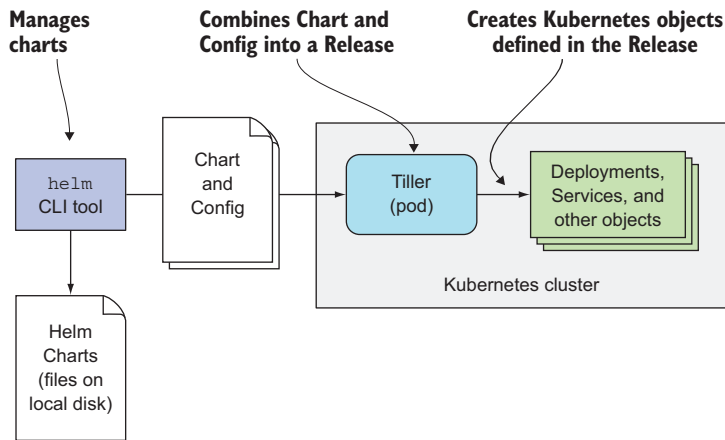 Manages
charts
Combines Chart and
Config into a Release
Creates Kubernetes objects
defined in the Release
helm
CLI tool
Chart
and
Config
Tiller
(pod)
Deployments,
Services, and
other objects
Kubernetes cluster
Helm
Charts
(files on
local disk)